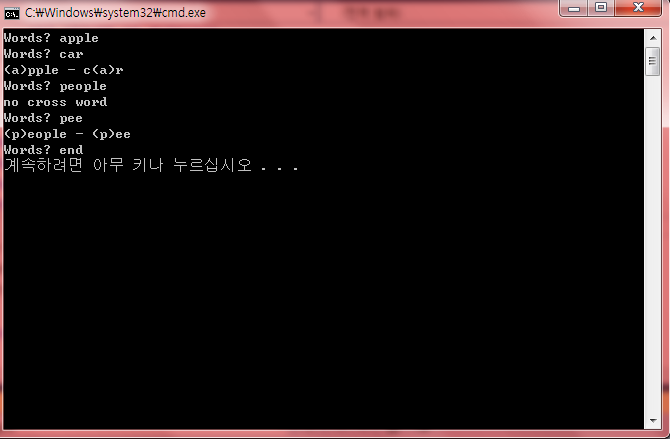 C:₩Windows₩system32₩cmd.exe
Words? apple
Words? car
(a)pple - c(a)r
Words? people
no cross word
Words? pee
(p)eople - (p)ee
Words? end
계속하려면 아무 키나 누르십시오 . . .